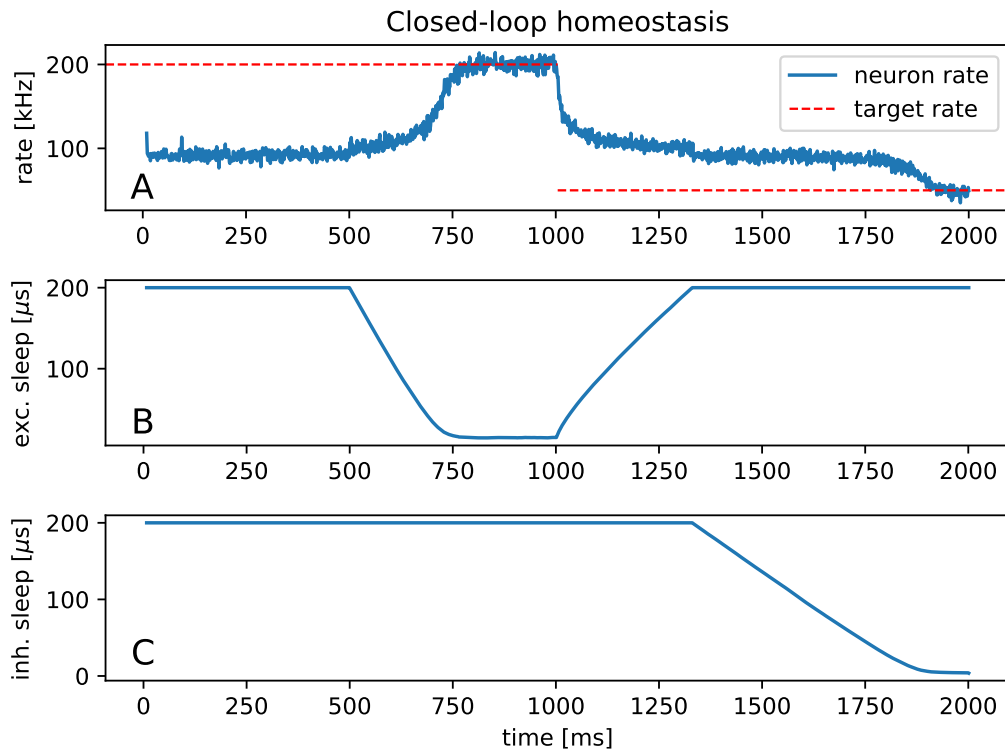 Closed-loop homeostasis
rate [kHz]
200
100
neuron rate
target rate
A
0 250 500 750 1000 1250 1500 1750 2000
exc. sleep [μs]
200
100
B
0 250 500 750 1000 1250 1500 1750 2000
inh. sleep [μs]
200
100
0
C
0 250 500 750 1000 1250 1500 1750 2000
time [ms]